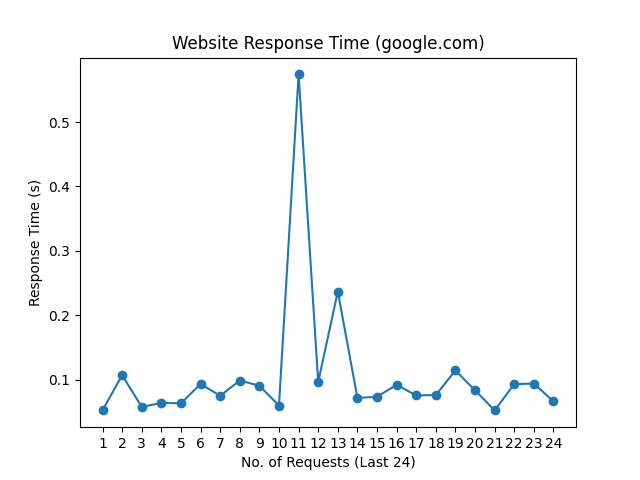 Website Response Time (google.com)
Response Time (s)
0.5
0.4
0.3
0.2
0.1
1 2 3 4 5 6 7 8 9 10 11 12 13 14 15 16 17 18 19 20 21 22 23 24
No. of Requests (Last 24)